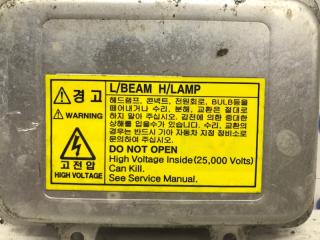 ⚠경고
⚠ WARNING
고전압
HIGH VOLTAGE
L/BEAM H/LAMP
헤드램프, 콘넥트, 전원회로, BULB등을
떼어내거나 수리, 분해, 교환은 절대로
하지 말아 주십시오. 감전에 의한 중대한
상해를 입을수가 있습니다. 수리, 교환의
경우는 반드시 기아 자동차 지정 정비소로
문의하여 주십시오.
DO NOT OPEN
High Voltage Inside(25,000 Volts)
Can Kill.
See Service Manual.